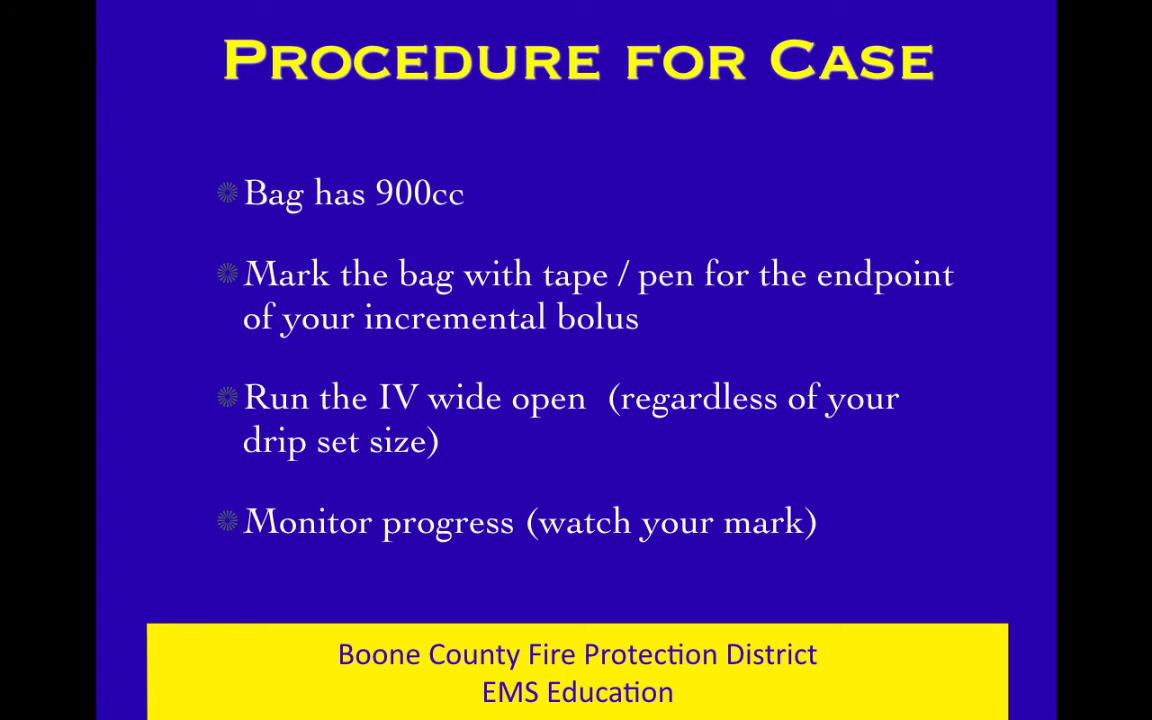 Procedure for Case
Bag has 900cc
Mark the bag with tape / pen for the endpoint
of your incremental bolus
Run the IV wide open (regardless of your
drip set size)
Monitor progress (watch your mark)
Boone County Fire Protection District
EMS Education